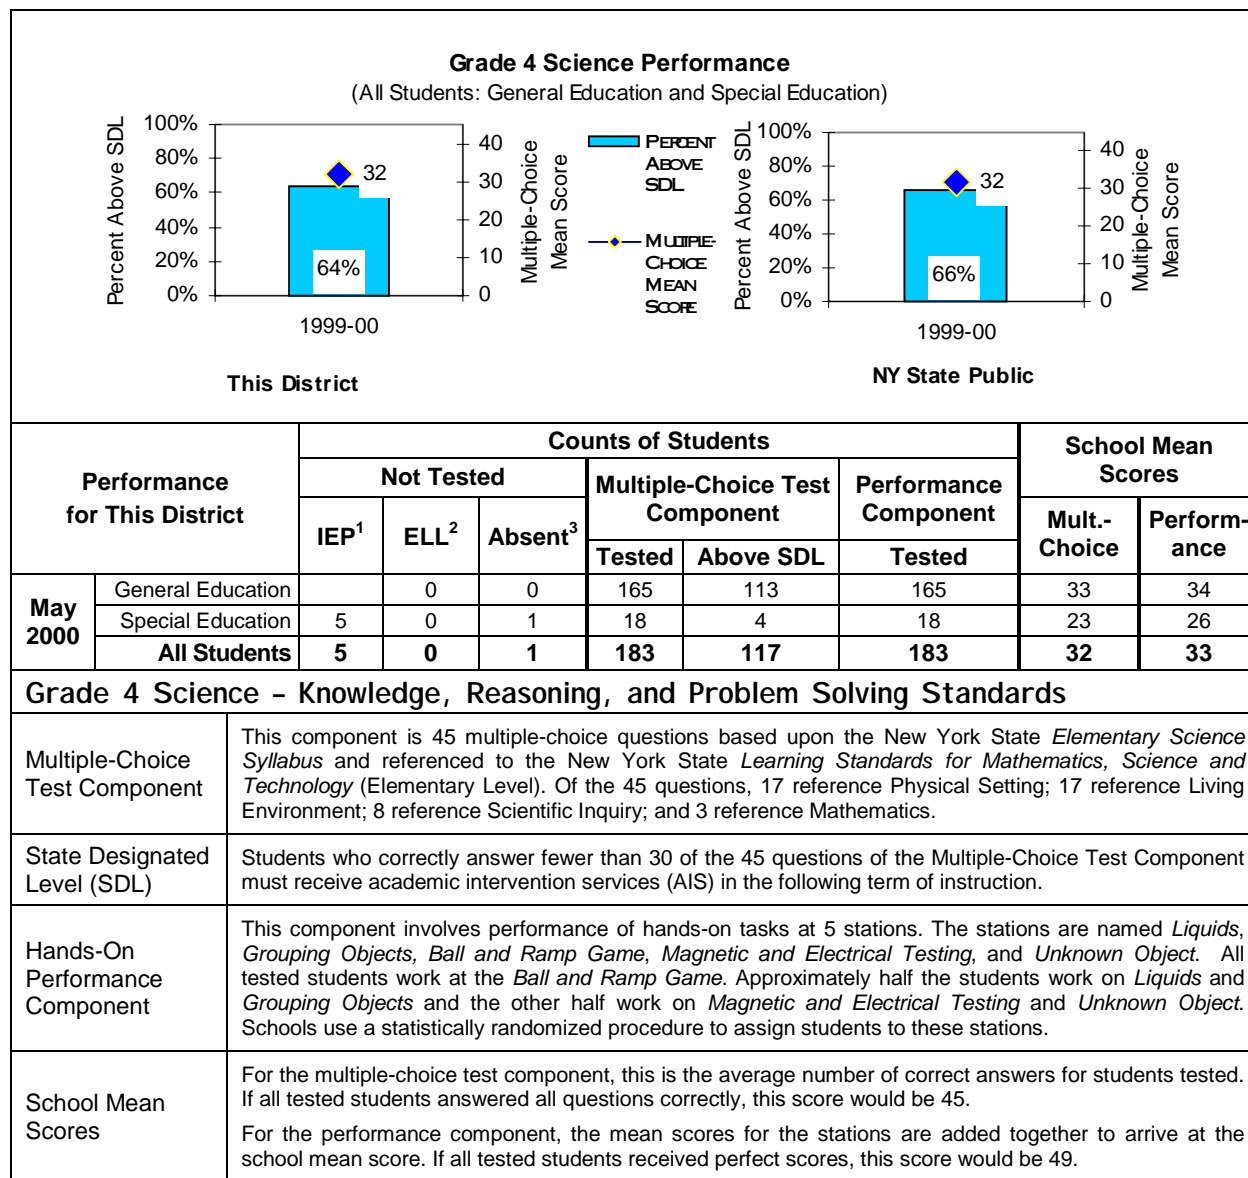 Grade 4 Science Performance
(All Students: General Education and Special Education)
Percent Above SDL
100%
80%
60%
40%
20%
0%
32
64%
40
30
20
10
0
Multiple-Choice
Mean Score
1999-00
This District
PERCENT
ABOVE
SDL
MULTIPLE-
CHOICE
MEAN
SCORE
Percent Above SDL
100%
80%
60%
40%
20%
0%
32
66%
40
30
20
10
0
Multiple-Choice
Mean Score
1999-00
NY State Public
Performance
for This District
Counts of Students
School Mean
Scores
Not Tested
Multiple-Choice Test
Component
Performance
Component
IEP1 ELL2 Absent3
Mult.-
Choice
Perform-
ance
Tested Above SDL Tested
May
2000
General Education 0 0 165 113 165 33 34
Special Education 5 0 1 18 4 18 23 26
All Students 5 0 1 183 117 183 32 33
Grade 4 Science – Knowledge, Reasoning, and Problem Solving Standards
Multiple-Choice
Test Component
This component is 45 multiple-choice questions based upon the New York State Elementary Science
Syllabus and referenced to the New York State Learning Standards for Mathematics, Science and
Technology (Elementary Level). Of the 45 questions, 17 reference Physical Setting; 17 reference Living
Environment; 8 reference Scientific Inquiry; and 3 reference Mathematics.
State Designated
Level (SDL)
Students who correctly answer fewer than 30 of the 45 questions of the Multiple-Choice Test Component
must receive academic intervention services (AIS) in the following term of instruction.
Hands-On
Performance
Component
This component involves performance of hands-on tasks at 5 stations. The stations are named Liquids,
Grouping Objects, Ball and Ramp Game, Magnetic and Electrical Testing, and Unknown Object. All
tested students work at the Ball and Ramp Game. Approximately half the students work on Liquids and
Grouping Objects and the other half work on Magnetic and Electrical Testing and Unknown Object.
Schools use a statistically randomized procedure to assign students to these stations.
School Mean
Scores
For the multiple-choice test component, this is the average number of correct answers for students tested.
If all tested students answered all questions correctly, this score would be 45.
For the performance component, the mean scores for the stations are added together to arrive at the
school mean score. If all tested students received perfect scores, this score would be 49.